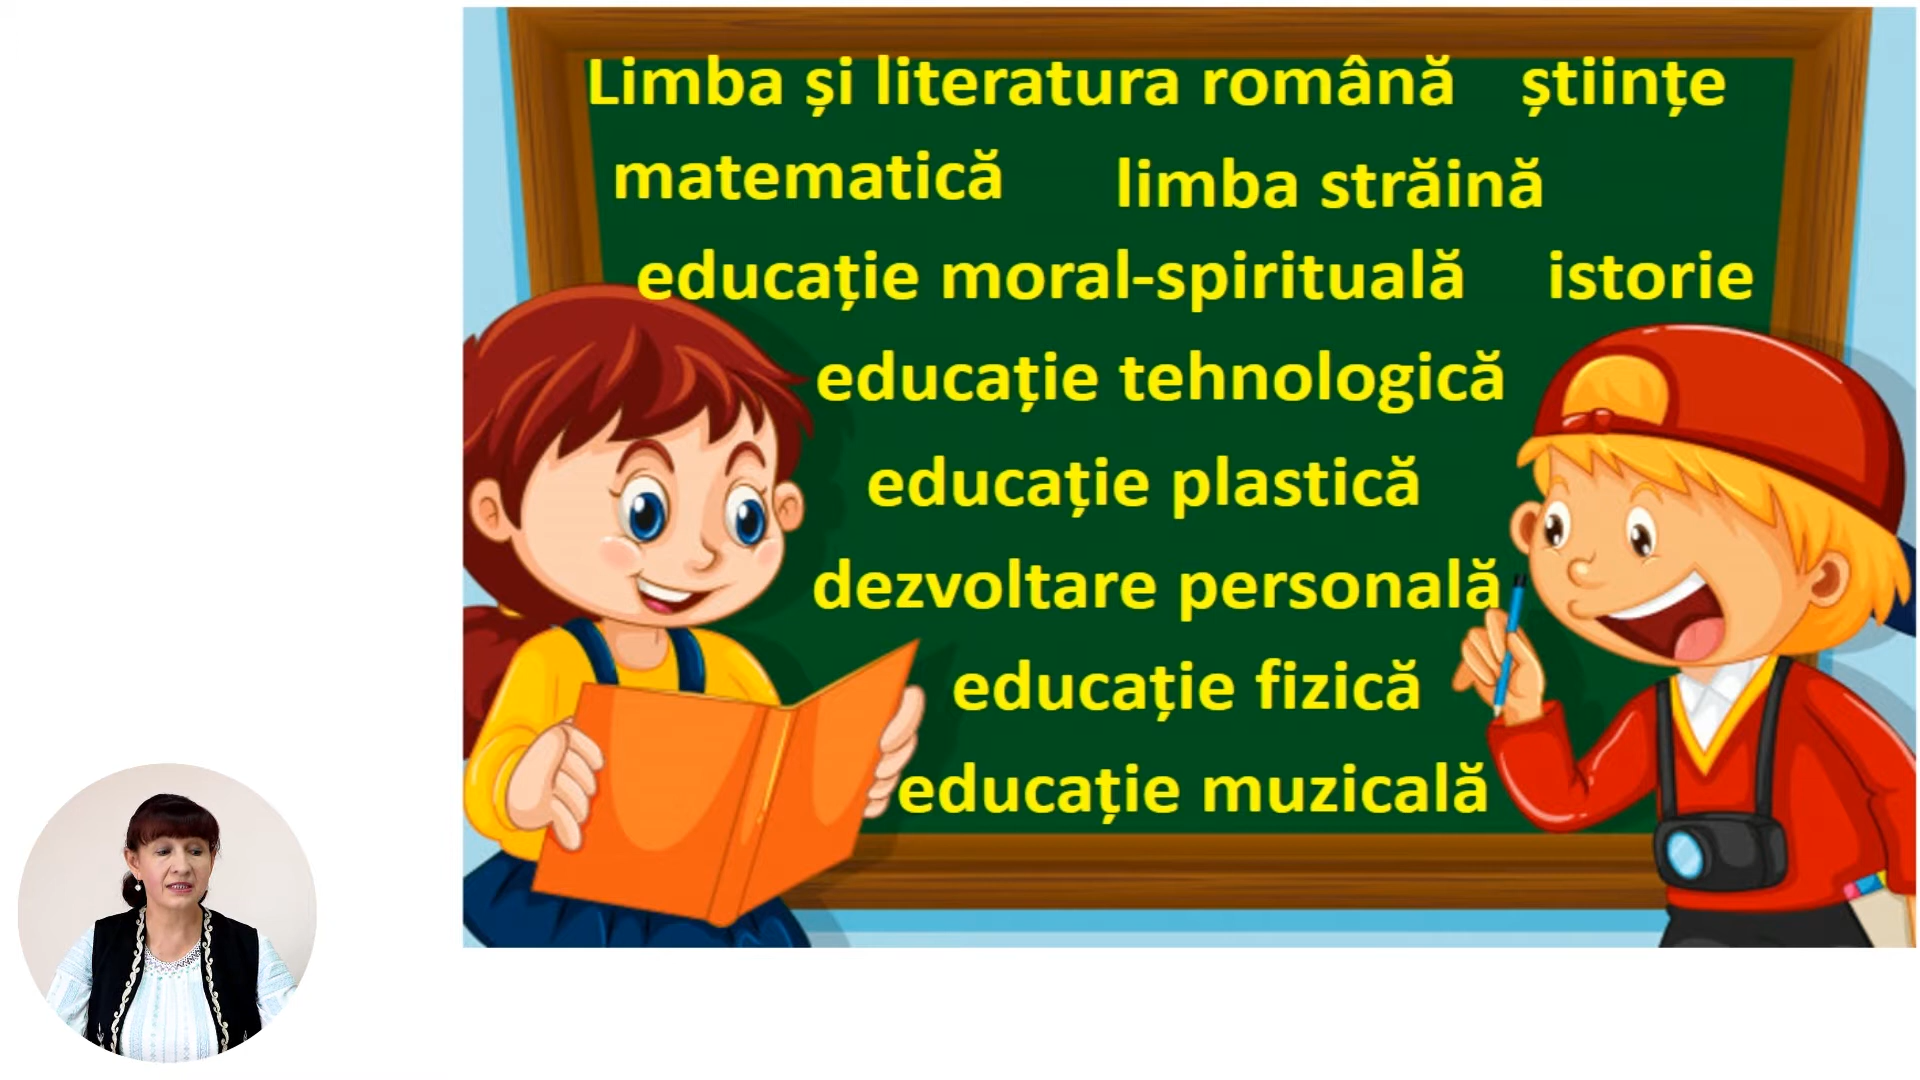 Limba și literatura română științe
matematică limba străină
educație moral-spirituală istorie
educație tehnologică
educație plastică
dezvoltare personală
educație fizică
educație muzicală